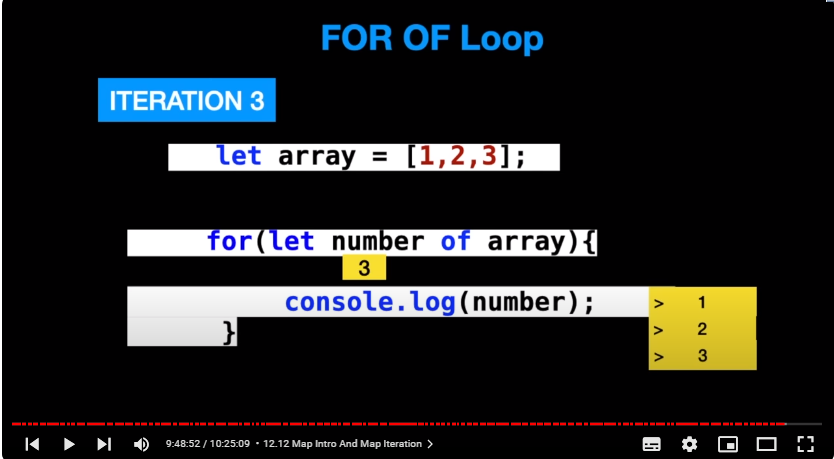 FOR OF Loop
ITERATION 3
let array = [1,2,3];
for(let number of array){
3
console.log(number);
}
> 1
> 2
> 3
9:48:52 / 10:25:09 • 12.12 Map Intro And Map Iteration >